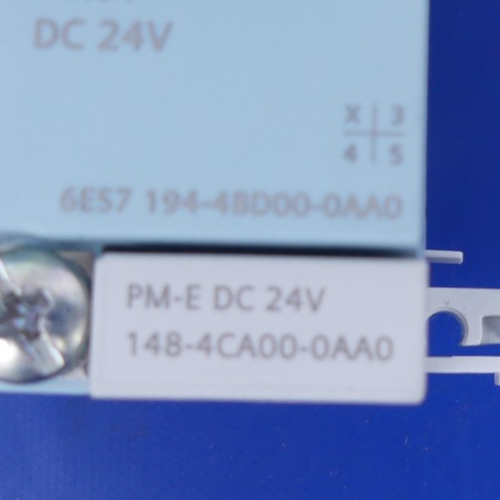 DC 24V
X 3
4 5
6ES7 194-4BD00-0AA0
PM-E DC 24V
148-4CA00-0AA0